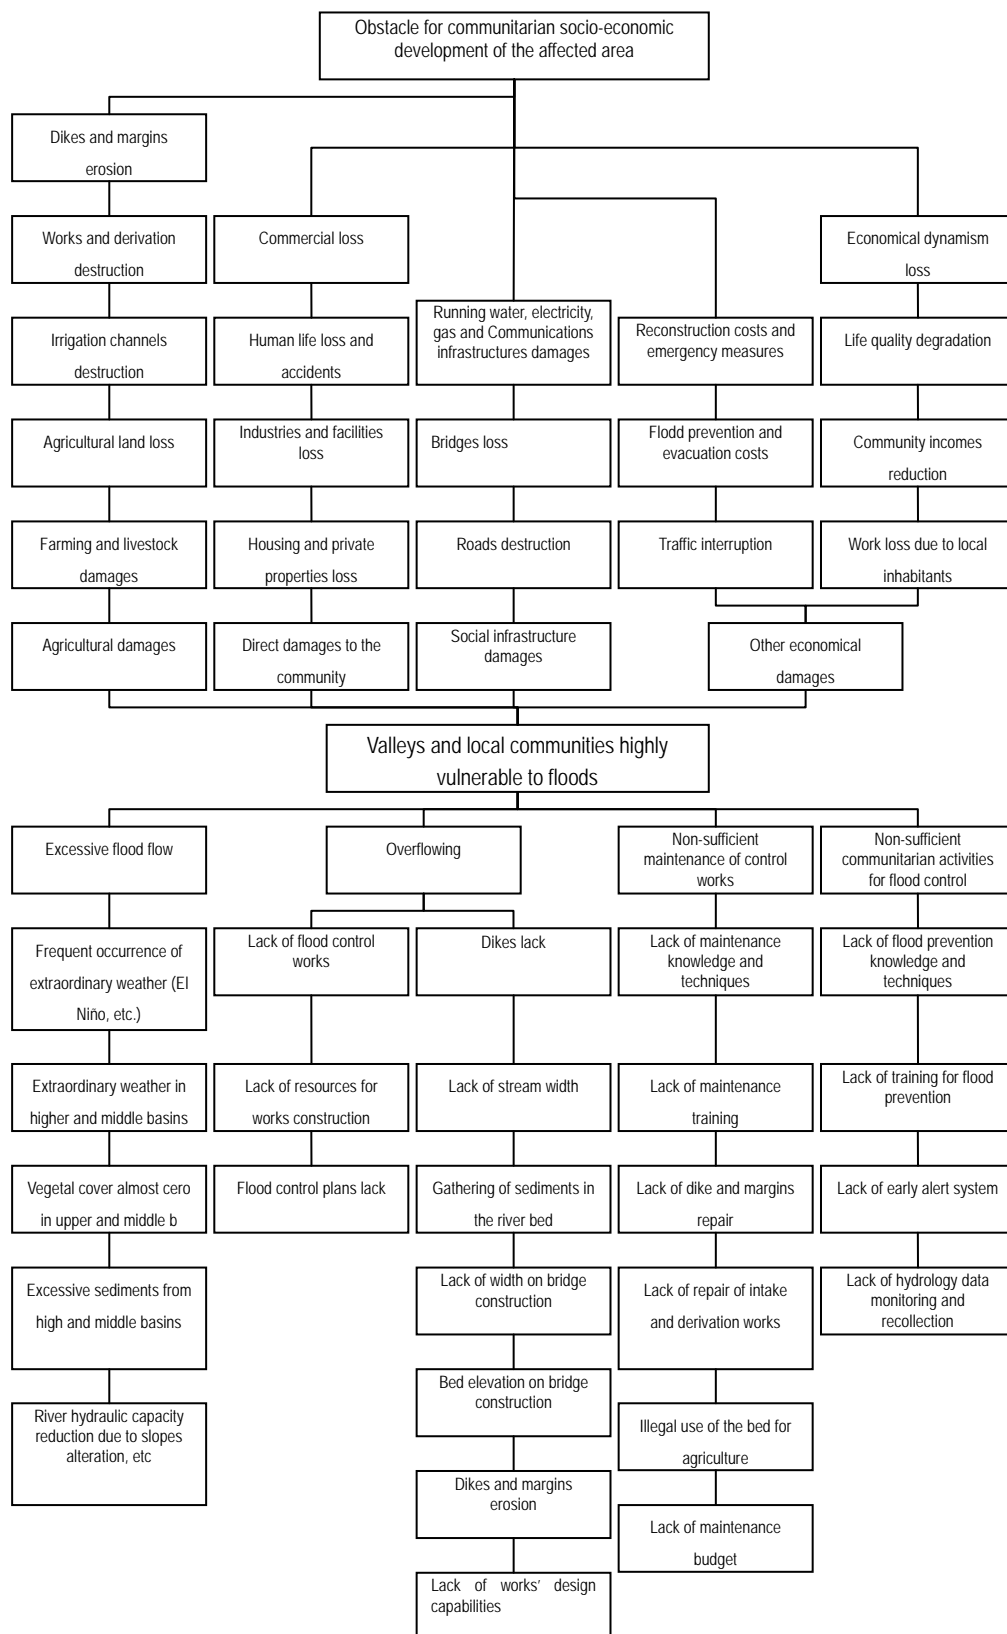 Obstacle for communitarian socio-economic
development of the affected area
Dikes and margins
erosion
Works and derivation
destruction
Commercial loss
Economical dynamism
loss
Running water, electricity,
gas and Communications
infrastructures damages
Irrigation channels
destruction
Human life loss and
accidents
Reconstruction costs and
emergency measures
Life quality degradation
Agricultural land loss
Industries and facilities
loss
Bridges loss
Flodd prevention and
evacuation costs
Community incomes
reduction
Farming and livestock
damages
Housing and private
properties loss
Roads destruction
Traffic interruption
Work loss due to local
inhabitants
Agricultural damages
Direct damages to the
community
Social infrastructure
damages
Other economical
damages
Valleys and local communities highly
vulnerable to floods
Excessive flood flow
Overflowing
Non-sufficient
maintenance of control
works
Non-sufficient
communitarian activities
for flood control
Frequent occurrence of
extraordinary weather (El
Niño, etc.)
Lack of flood control
works
Dikes lack
Lack of maintenance
knowledge and
techniques
Lack of flood prevention
knowledge and
techniques
Extraordinary weather in
higher and middle basins
Lack of resources for
works construction
Lack of stream width
Lack of maintenance
training
Lack of training for flood
prevention
Vegetal cover almost cero
in upper and middle b
Flood control plans lack
Gathering of sediments in
the river bed
Lack of dike and margins
repair
Lack of early alert system
Excessive sediments from
high and middle basins
Lack of width on bridge
construction
Lack of repair of intake
and derivation works
Lack of hydrology data
monitoring and
recollection
River hydraulic capacity
reduction due to slopes
alteration, etc
Bed elevation on bridge
construction
Illegal use of the bed for
agriculture
Dikes and margins
erosion
Lack of maintenance
budget
Lack of works' design
capabilities